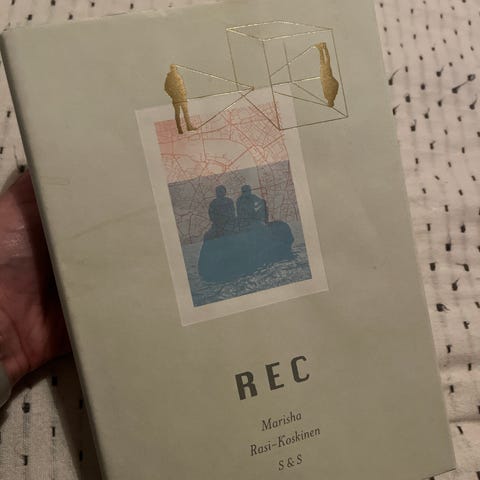 REC
Marisha
Rasi-Koskinen
S&S